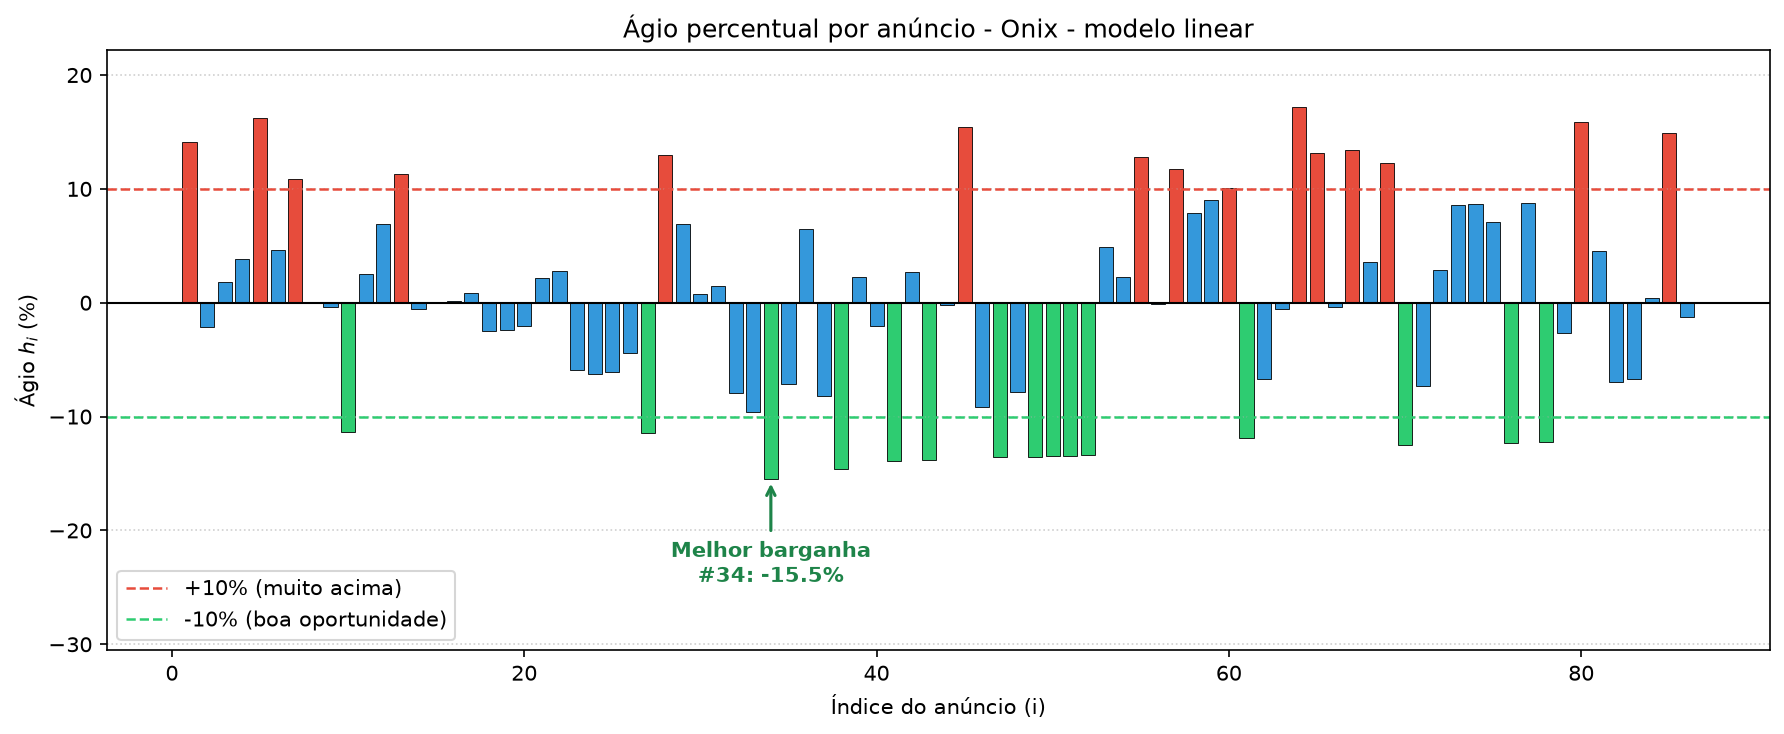 Ágio percentual por anúncio - Onix - modelo linear
Ágio hᵢ (%)
20
10
0
−10
−20
−30
Melhor barganha
#34: -15.5%
+10% (muito acima)
-10% (boa oportunidade)
0 20 40 60 80
Índice do anúncio (i)